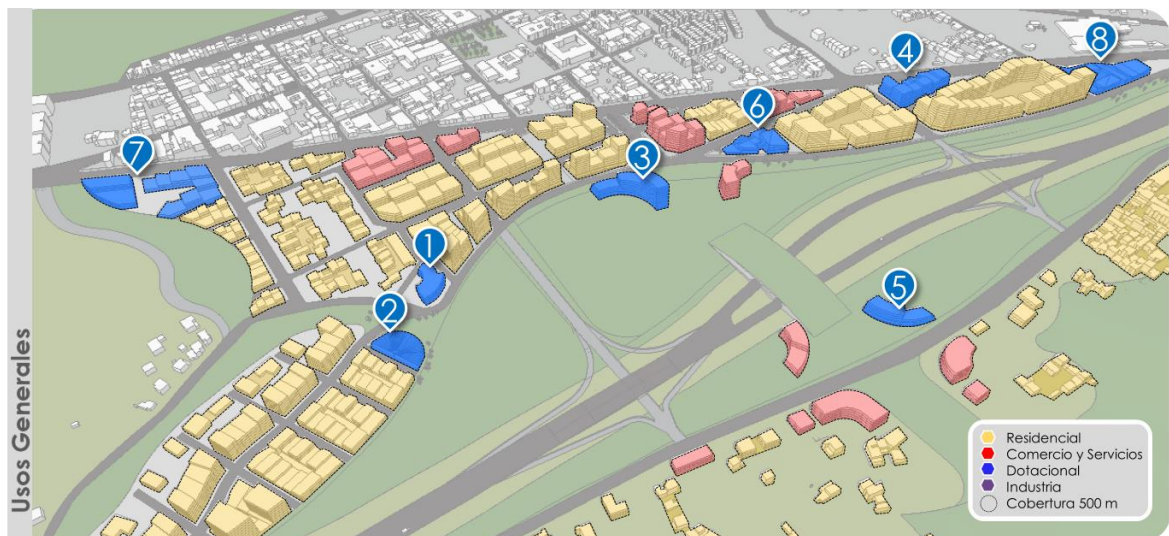 Usos Generales
1
2
3
4
5
6
7
8
Residencial
Comercio y Servicios
Dotacional
Industria
Cobertura 500 m